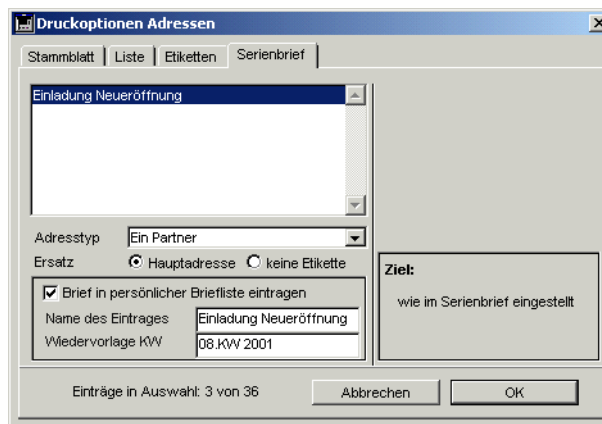 Druckoptionen Adressen
Stammblatt
Liste
Etiketten
Serienbrief
Einladung Neueröffnung
Adresstyp Ein Partner
Ersatz Hauptadresse keine Etikette
Brief in persönlicher Briefliste eintragen
Name des Eintrages Einladung Neueröffnung
Wiedervorlage KW 08.KW 2001
Ziel:
wie im Serienbrief eingestellt
Einträge in Auswahl: 3 von 36
Abbrechen
OK